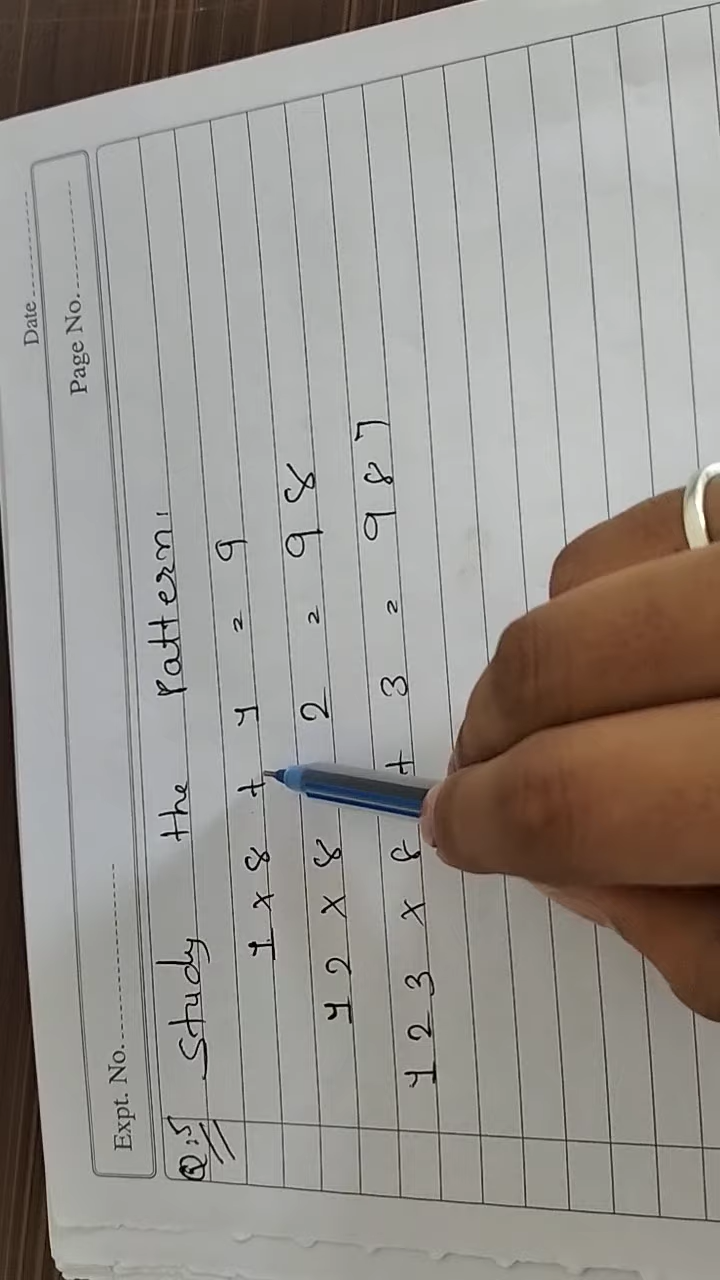 Date
Expt. No. Page No.
Q:5 Study the Pattern:
1 x 8 + 1 = 9
12 x 8 2 = 98
123 x 8 + 3 = 987